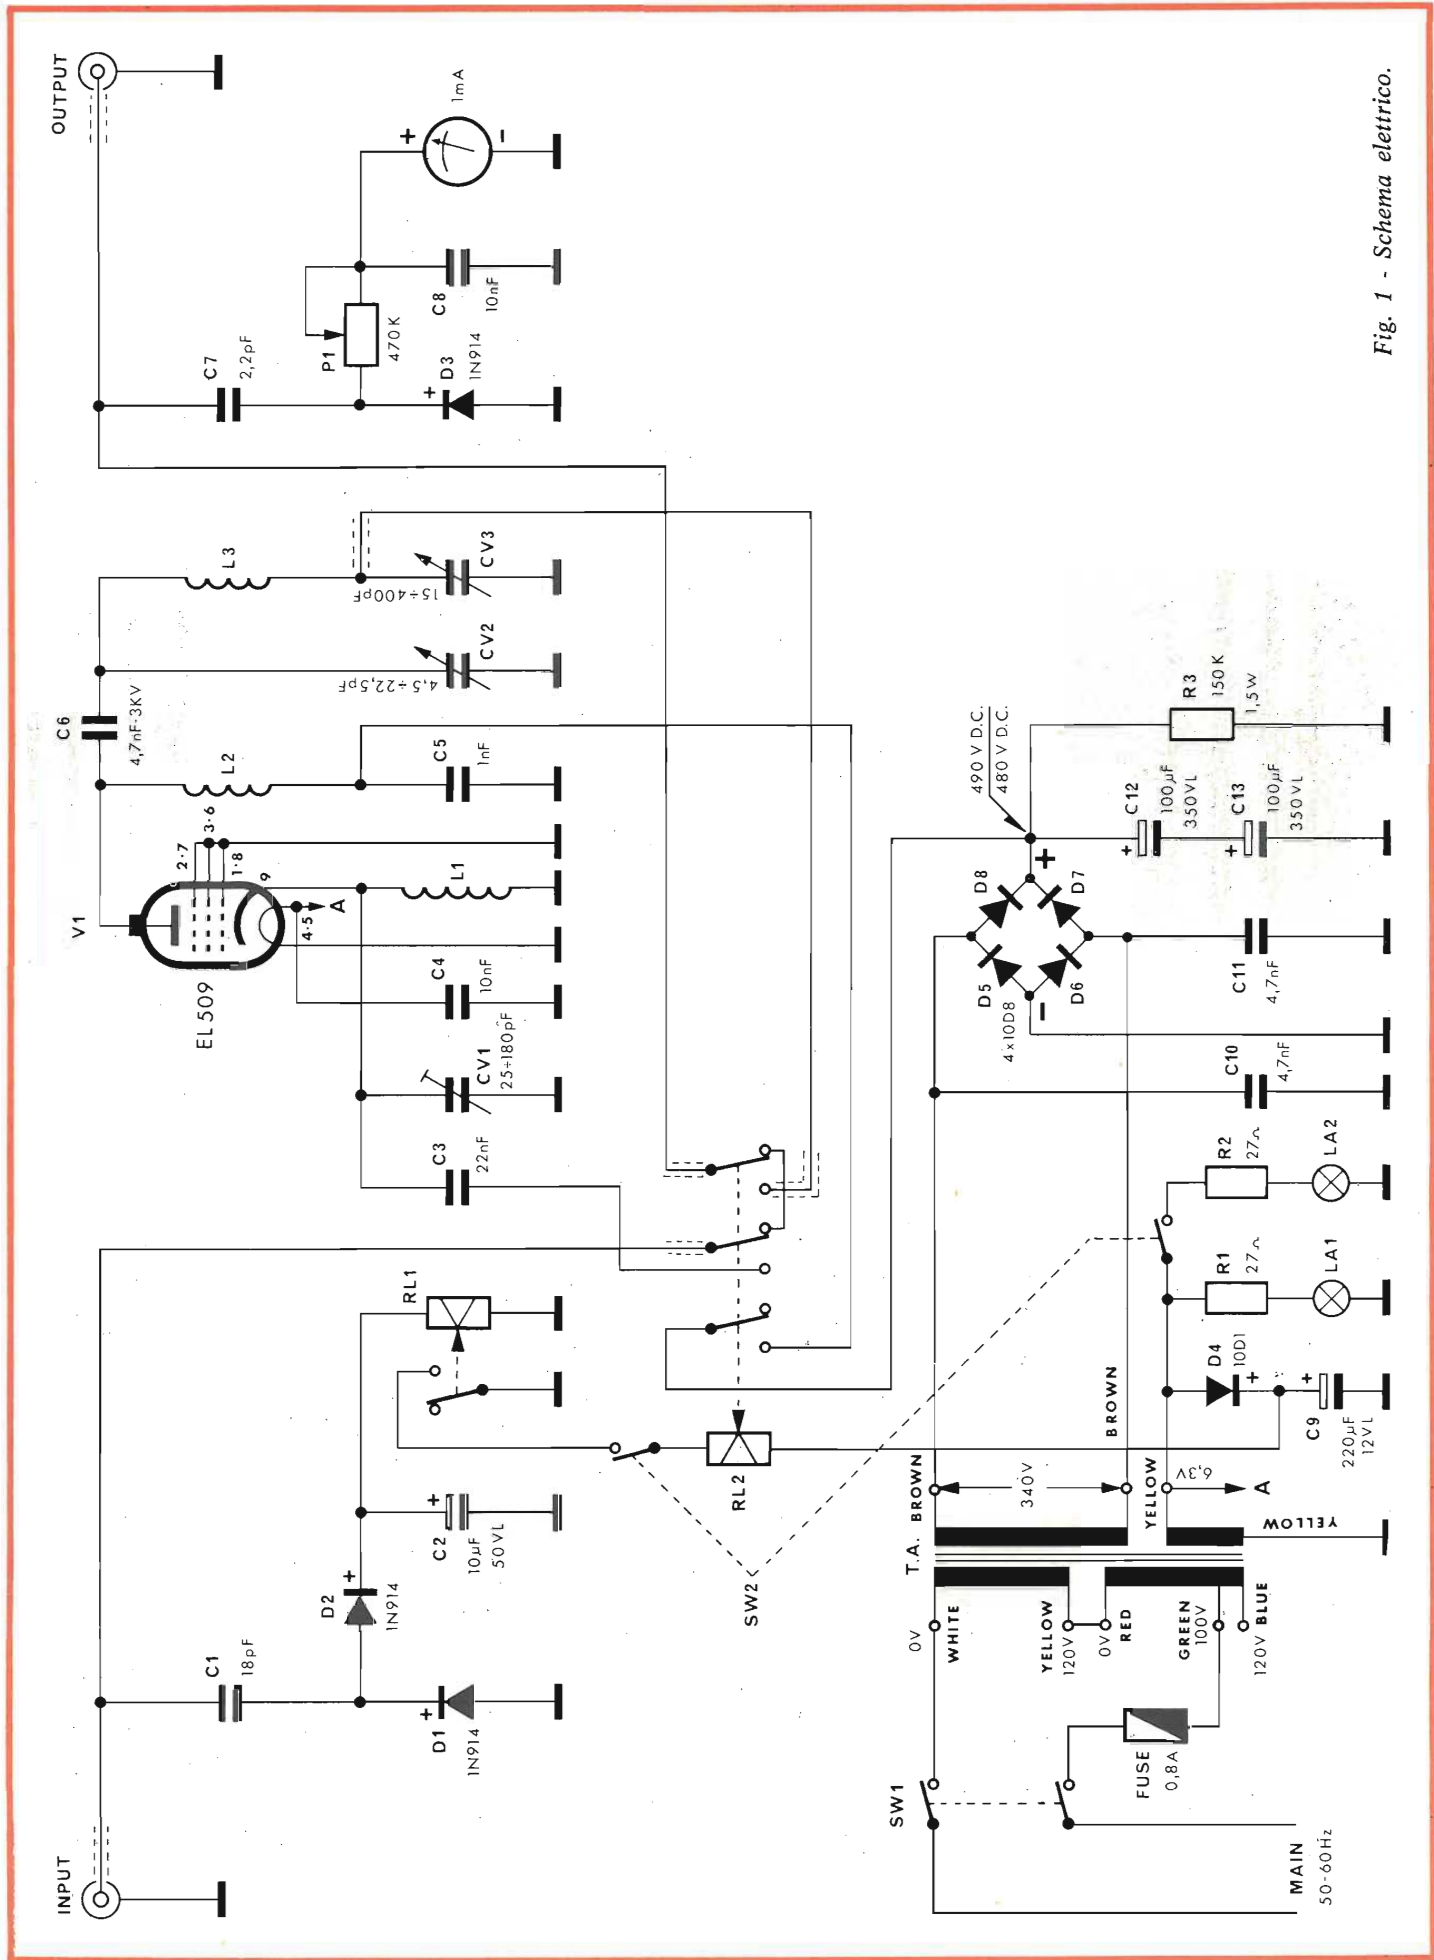 INPUT
C1
18pF
D1
1N914
D2
1N914
C2
10µF
50VL
RL1
RL2
SW2
C3
22nF
CV1
25÷180pF
C4
10nF
EL509
V1
4·5
A
9
1·8
3·6
2·7
L1
L2
C5
1nF
C6
4,7nF-3KV
CV2
4,5÷22,5pF
L3
CV3
15÷400pF
C7
2,2pF
P1
470K
D3
1N914
C8
10nF
1mA
+
-
OUTPUT
MAIN
50-60Hz
SW1
FUSE
0,8A
0V
WHITE
YELLOW
120V
0V
RED
GREEN
100V
120V
BLUE
T.A.
BROWN
340V
BROWN
YELLOW
6,3V
A
YELLOW
C9
220µF
12VL
D4
10D1
R1
27Ω
LA1
R2
27Ω
LA2
C10
4,7nF
C11
4,7nF
4x10D8
D5
D6
D7
D8
490 V D.C.
480 V D.C.
C12
100µF
350VL
C13
100µF
350VL
R3
150K
1,5W
Fig. 1 - Schema elettrico.